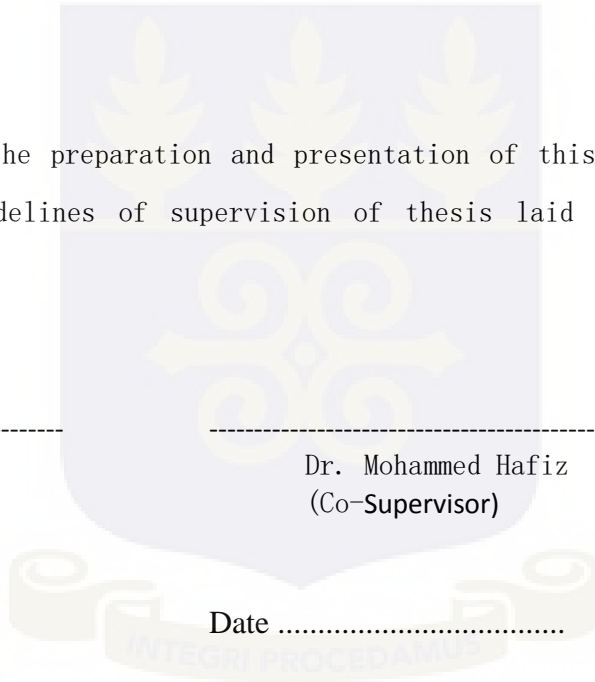 he preparation and presentation of this
delines of supervision of thesis laid
------- ------------------------------------------
Dr. Mohammed Hafiz
(Co-Supervisor)
Date ..................................
INTEGRI PROCEDAMUS